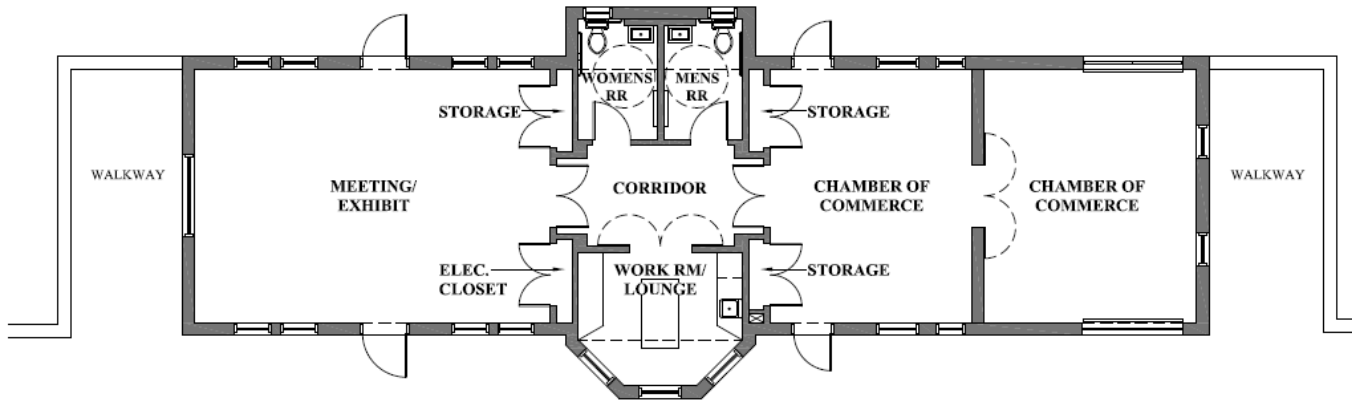 WOMENS
RR
MENS
RR
STORAGE
STORAGE
WALKWAY
MEETING/
EXHIBIT
CORRIDOR
CHAMBER OF
COMMERCE
CHAMBER OF
COMMERCE
WALKWAY
ELEC.
CLOSET
WORK RM/
LOUNGE
STORAGE